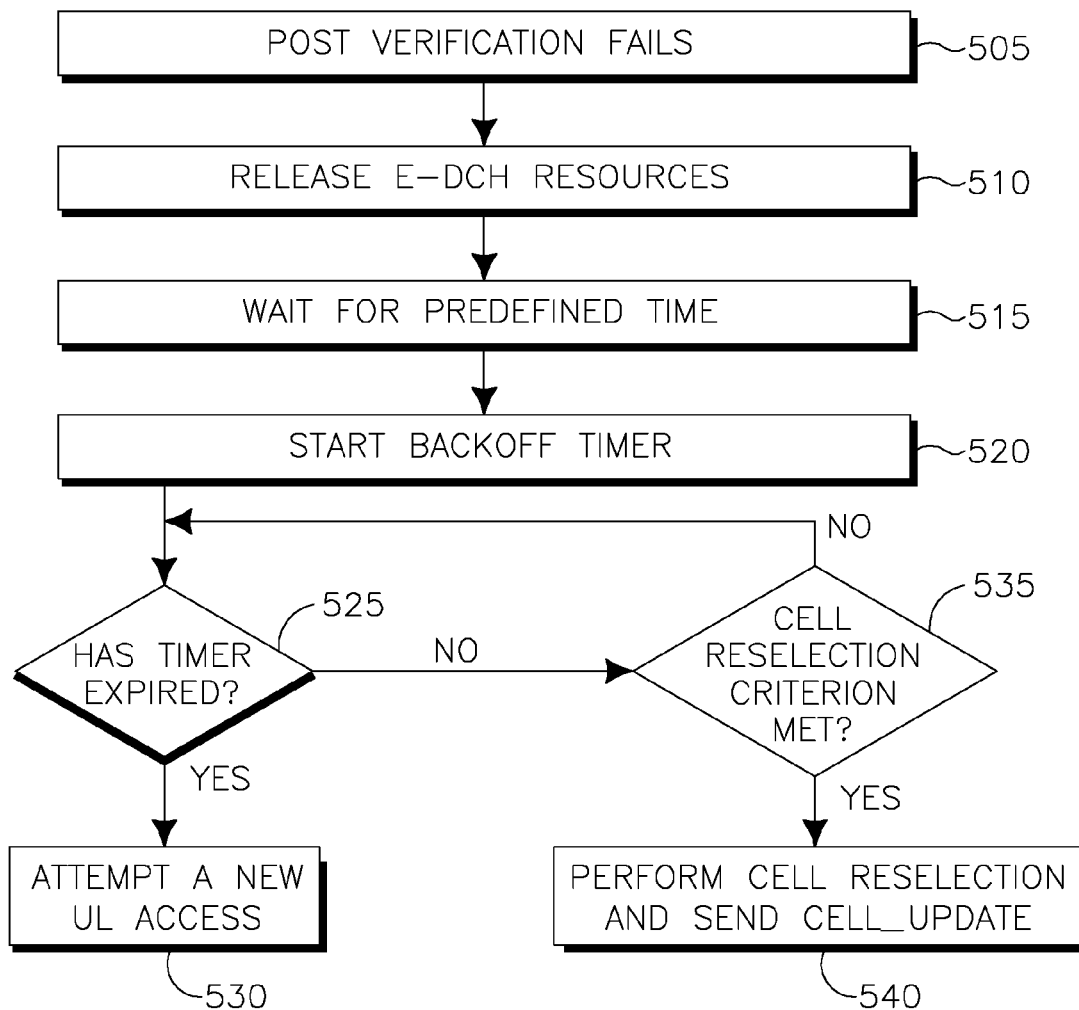 POST VERIFICATION FAILS
505
RELEASE E-DCH RESOURCES
510
WAIT FOR PREDEFINED TIME
515
START BACKOFF TIMER
520
NO
525
HAS TIMER
EXPIRED?
NO
535
CELL
RESELECTION
CRITERION
MET?
YES
YES
ATTEMPT A NEW
UL ACCESS
530
PERFORM CELL RESELECTION
AND SEND CELL_UPDATE
540